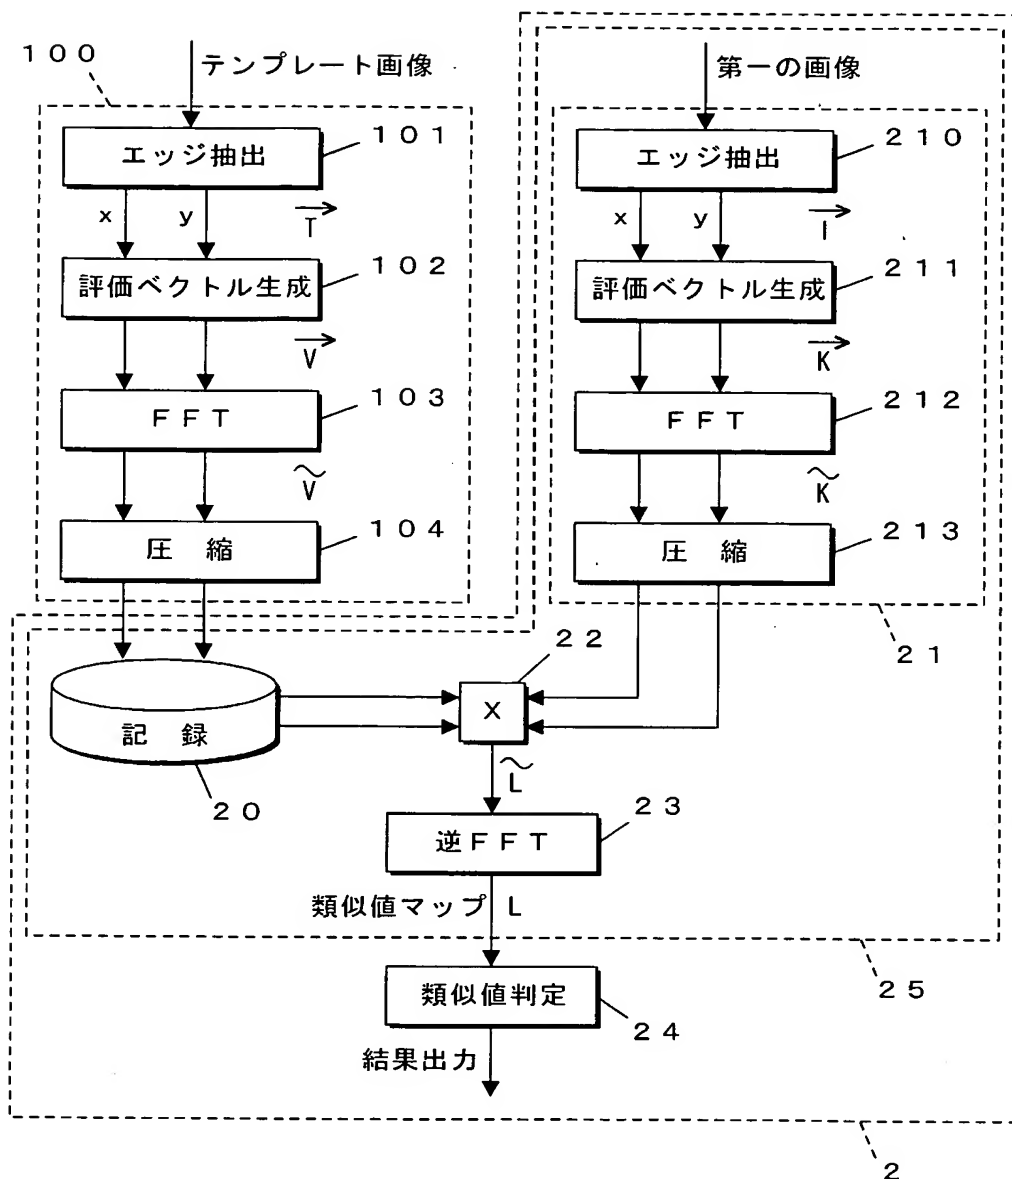 100
テンプレート画像
エッジ抽出
101
x y T
評価ベクトル生成
102
V
FFT
103
V
圧縮
104
記録
20
第一の画像
エッジ抽出
210
x y I
評価ベクトル生成
211
K
FFT
212
K
圧縮
213
21
22
X
L
逆FFT
23
類似値マップ L
25
類似値判定
24
結果出力
2